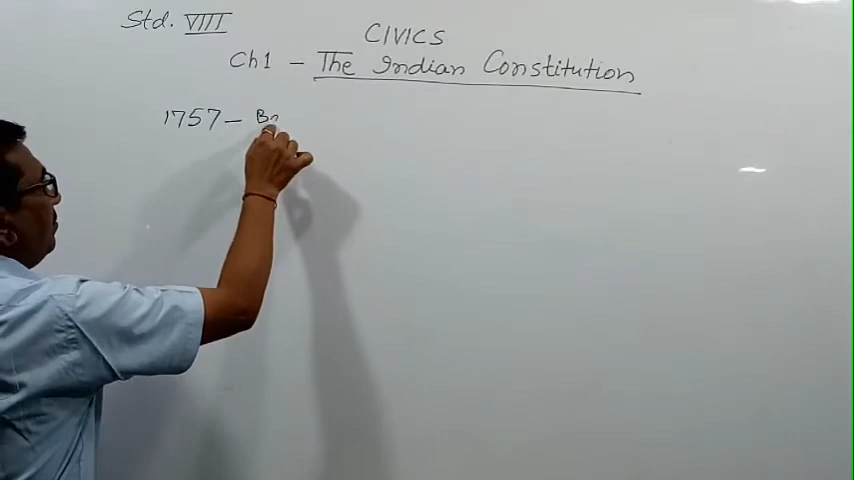 Std. VIII
CIVICS
Ch1 - The Indian Constitution
1757 -